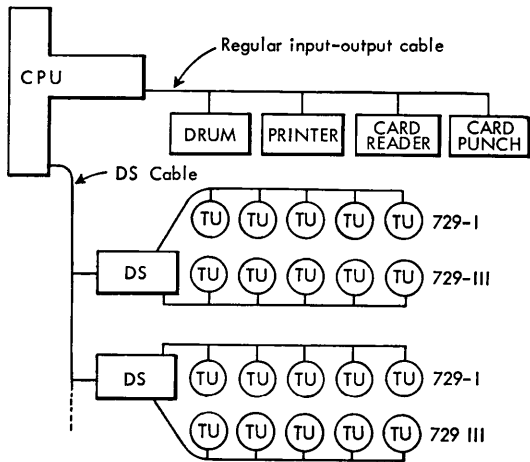 CPU
Regular input-output cable
DRUM
PRINTER
CARD
READER
CARD
PUNCH
DS Cable
TU TU TU TU TU 729-I
DS
TU TU TU TU TU 729-III
TU TU TU TU TU 729-I
DS
TU TU TU TU TU 729 III